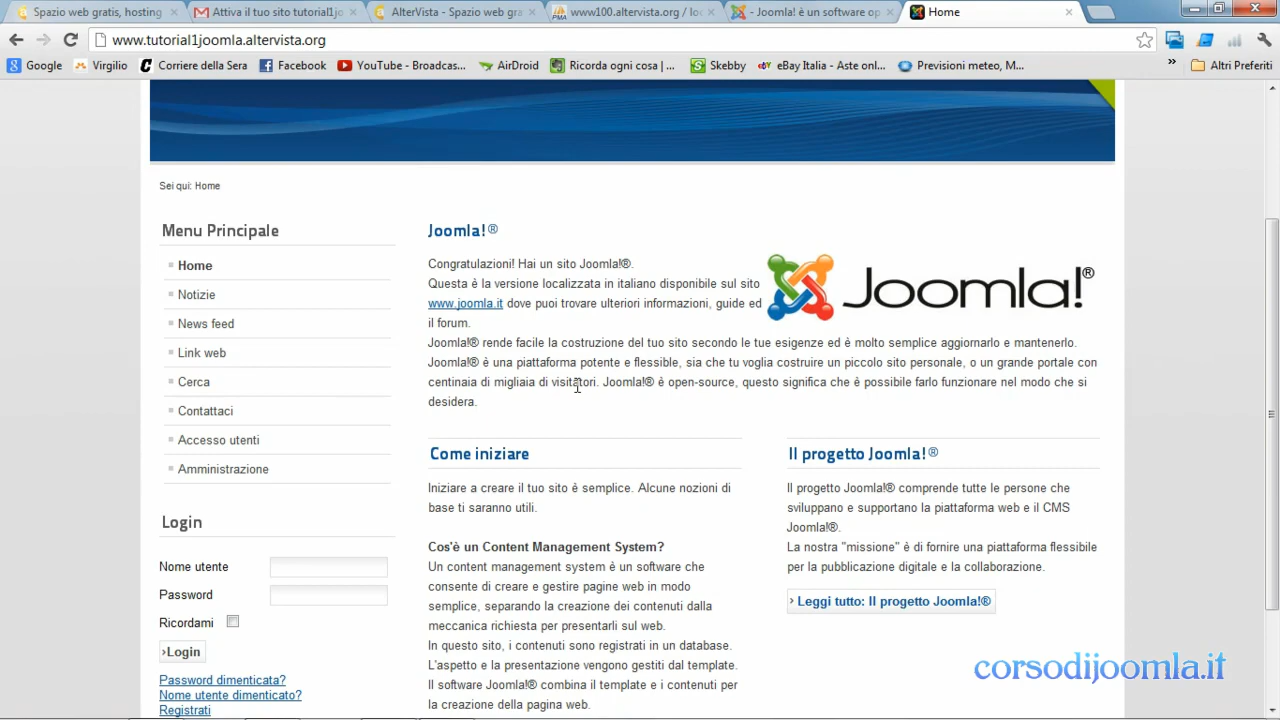 Spazio web gratis, hosting
Attiva il tuo sito tutorial1jo
AlterVista - Spazio web gra
www100.altervista.org / loc
- Joomla! è un software op
Home
www.tutorial1joomla.altervista.org
Google
Virgilio
Corriere della Sera
Facebook
YouTube - Broadcas...
AirDroid
Ricorda ogni cosa |...
Skebby
eBay Italia - Aste onl...
Previsioni meteo, M...
»
Altri Preferiti
Sei qui: Home
Menu Principale
Home
Notizie
News feed
Link web
Cerca
Contattaci
Accesso utenti
Amministrazione
Login
Nome utente
Password
Ricordami
Login
Password dimenticata?
Nome utente dimenticato?
Registrati
Joomla!®
Congratulazioni! Hai un sito Joomla!®.
Questa è la versione localizzata in italiano disponibile sul sito
www.joomla.it dove puoi trovare ulteriori informazioni, guide ed
il forum.
Joomla!®
Joomla!® rende facile la costruzione del tuo sito secondo le tue esigenze ed è molto semplice aggiornarlo e mantenerlo.
Joomla!® è una piattaforma potente e flessibile, sia che tu voglia costruire un piccolo sito personale, o un grande portale con
centinaia di migliaia di visitatori. Joomla!® è open-source, questo significa che è possibile farlo funzionare nel modo che si
desidera.
Come iniziare
Iniziare a creare il tuo sito è semplice. Alcune nozioni di
base ti saranno utili.
Cos'è un Content Management System?
Un content management system è un software che
consente di creare e gestire pagine web in modo
semplice, separando la creazione dei contenuti dalla
meccanica richiesta per presentarli sul web.
In questo sito, i contenuti sono registrati in un database.
L'aspetto e la presentazione vengono gestiti dal template.
Il software Joomla!® combina il template e i contenuti per
la creazione della pagina web.
Il progetto Joomla!®
Il progetto Joomla!® comprende tutte le persone che
sviluppano e supportano la piattaforma web e il CMS
Joomla!®.
La nostra "missione" è di fornire una piattaforma flessibile
per la pubblicazione digitale e la collaborazione.
Leggi tutto: Il progetto Joomla!®
corsodijoomla.it